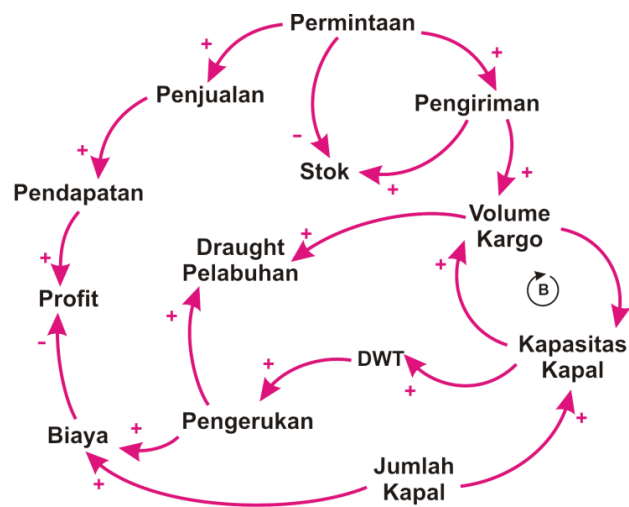 Permintaan
+
+
Penjualan
Pengiriman
-
+
Stok
+
+
Pendapatan
Volume
Kargo
+
Draught
Pelabuhan
+
+
B
Profit
+
-
Kapasitas
Kapal
DWT
+
+
Pengerukan
+
Biaya
+
Jumlah
Kapal
+
+